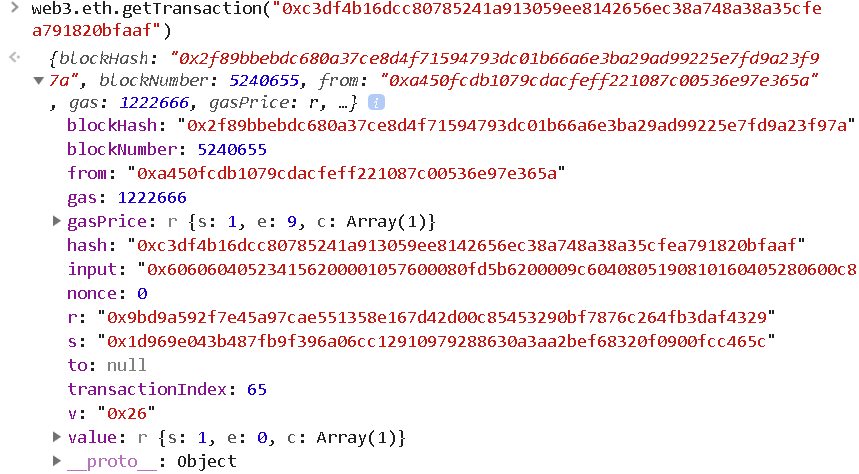 web3.eth.getTransaction("0xc3df4b16dcc80785241a913059ee8142656ec38a748a38a35cfe
a791820bfaaf")
{blockHash: "0x2f89bbebdc680a37ce8d4f71594793dc01b66a6e3ba29ad99225e7fd9a23f9
7a", blockNumber: 5240655, from: "0xa450fcdb1079cdacfeff221087c00536e97e365a"
, gas: 1222666, gasPrice: r, …}
blockHash: "0x2f89bbebdc680a37ce8d4f71594793dc01b66a6e3ba29ad99225e7fd9a23f97a"
blockNumber: 5240655
from: "0xa450fcdb1079cdacfeff221087c00536e97e365a"
gas: 1222666
gasPrice: r {s: 1, e: 9, c: Array(1)}
hash: "0xc3df4b16dcc80785241a913059ee8142656ec38a748a38a35cfea791820bfaaf"
input: "0x606060405234156200001057600080fd5b6200009c6040805190810160405280600c8
nonce: 0
r: "0x9bd9a592f7e45a97cae551358e167d42d00c85453290bf7876c264fb3daf4329"
s: "0x1d969e043b487fb9f396a06cc12910979288630a3aa2bef68320f0900fcc465c"
to: null
transactionIndex: 65
v: "0x26"
value: r {s: 1, e: 0, c: Array(1)}
__proto__: Object